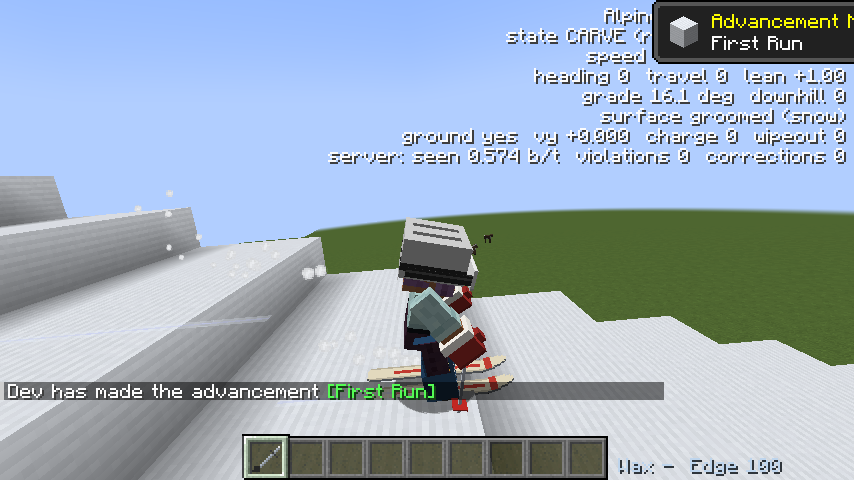 Alpin
Advancement M
First Run
state CARVE (r
speed
heading 0 travel 0 lean +1.00
grade 16.1 deg downhill 0
surface groomed (snow)
ground yes vy +0.000 charge 0 wipeout 0
server: seen 0.574 b/t violations 0 corrections 0
Dev has made the advancement [First Run]
Wax - Edge 100